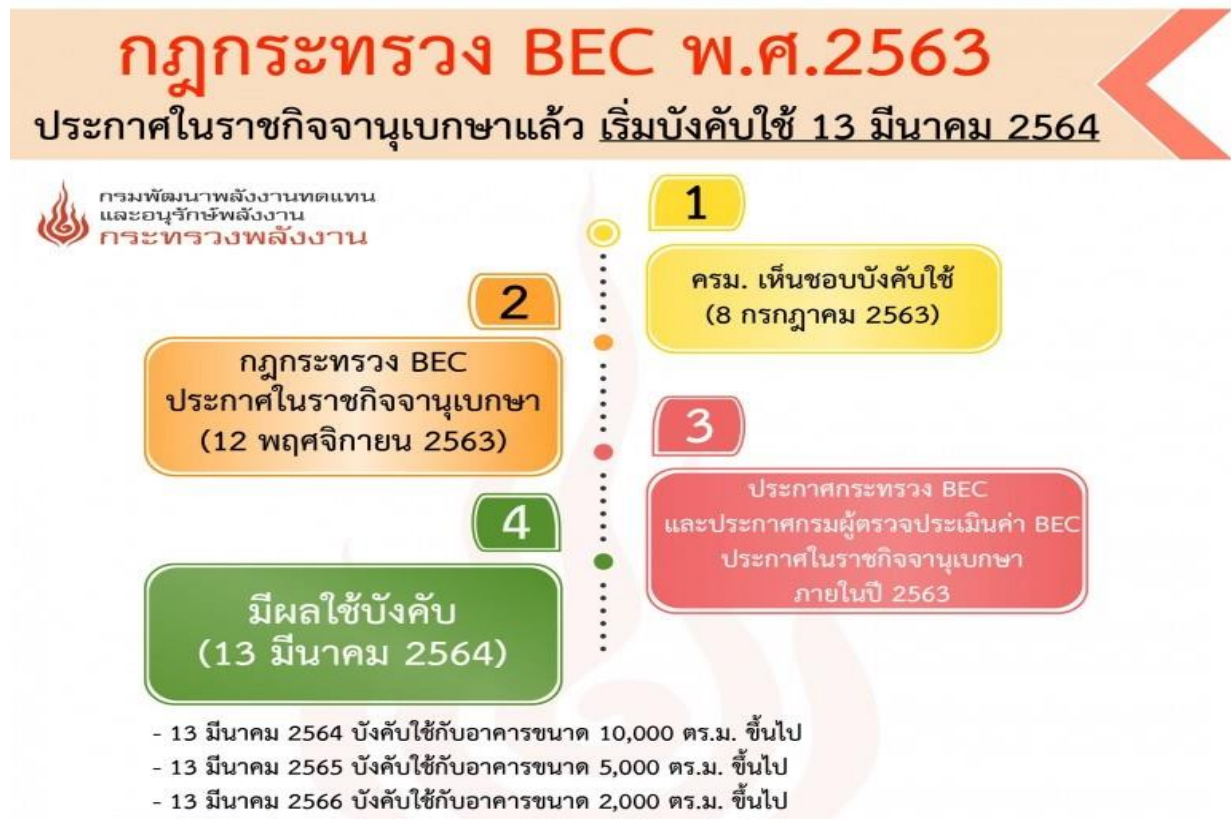 กฎกระทรวง BEC พ.ศ.2563
ประกาศในราชกิจจานุเบกษาแล้ว เริ่มบังคับใช้ 13 มีนาคม 2564
กรมพัฒนาพลังงานทดแทน
และอนุรักษ์พลังงาน
กระทรวงพลังงาน
1
ครม. เห็นชอบบังคับใช้
(8 กรกฎาคม 2563)
2
กฎกระทรวง BEC
ประกาศในราชกิจจานุเบกษา
(12 พฤศจิกายน 2563)
3
ประกาศกระทรวง BEC
และประกาศกรมผู้ตรวจประเมินค่า BEC
ประกาศในราชกิจจานุเบกษา
ภายในปี 2563
4
มีผลใช้บังคับ
(13 มีนาคม 2564)
- 13 มีนาคม 2564 บังคับใช้กับอาคารขนาด 10,000 ตร.ม. ขึ้นไป
- 13 มีนาคม 2565 บังคับใช้กับอาคารขนาด 5,000 ตร.ม. ขึ้นไป
- 13 มีนาคม 2566 บังคับใช้กับอาคารขนาด 2,000 ตร.ม. ขึ้นไป